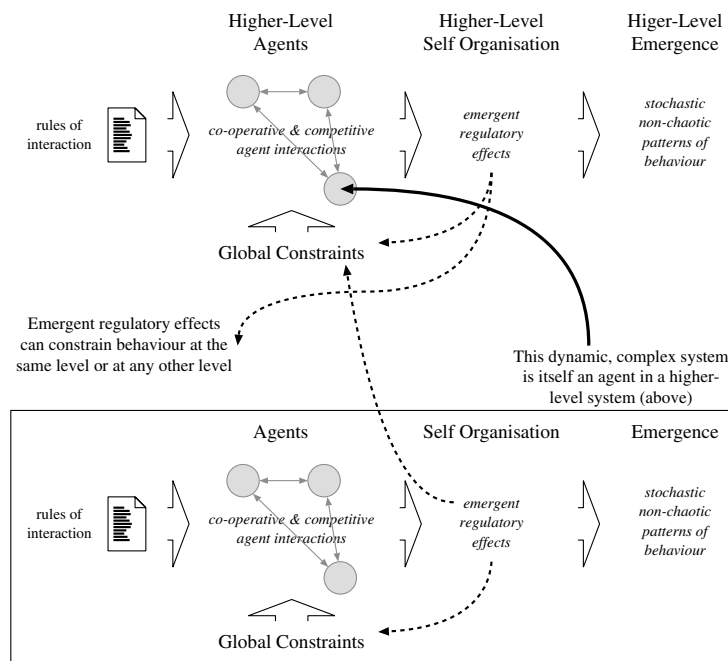 Higher-Level
Agents
Higher-Level
Self Organisation
Higer-Level
Emergence
rules of
interaction
co-operative & competitive
agent interactions
emergent
regulatory
effects
stochastic
non-chaotic
patterns of
behaviour
Global Constraints
Emergent regulatory effects
can constrain behaviour at the
same level or at any other level
This dynamic, complex system
is itself an agent in a higher-
level system (above)
Agents
Self Organisation
Emergence
rules of
interaction
co-operative & competitive
agent interactions
emergent
regulatory
effects
stochastic
non-chaotic
patterns of
behaviour
Global Constraints